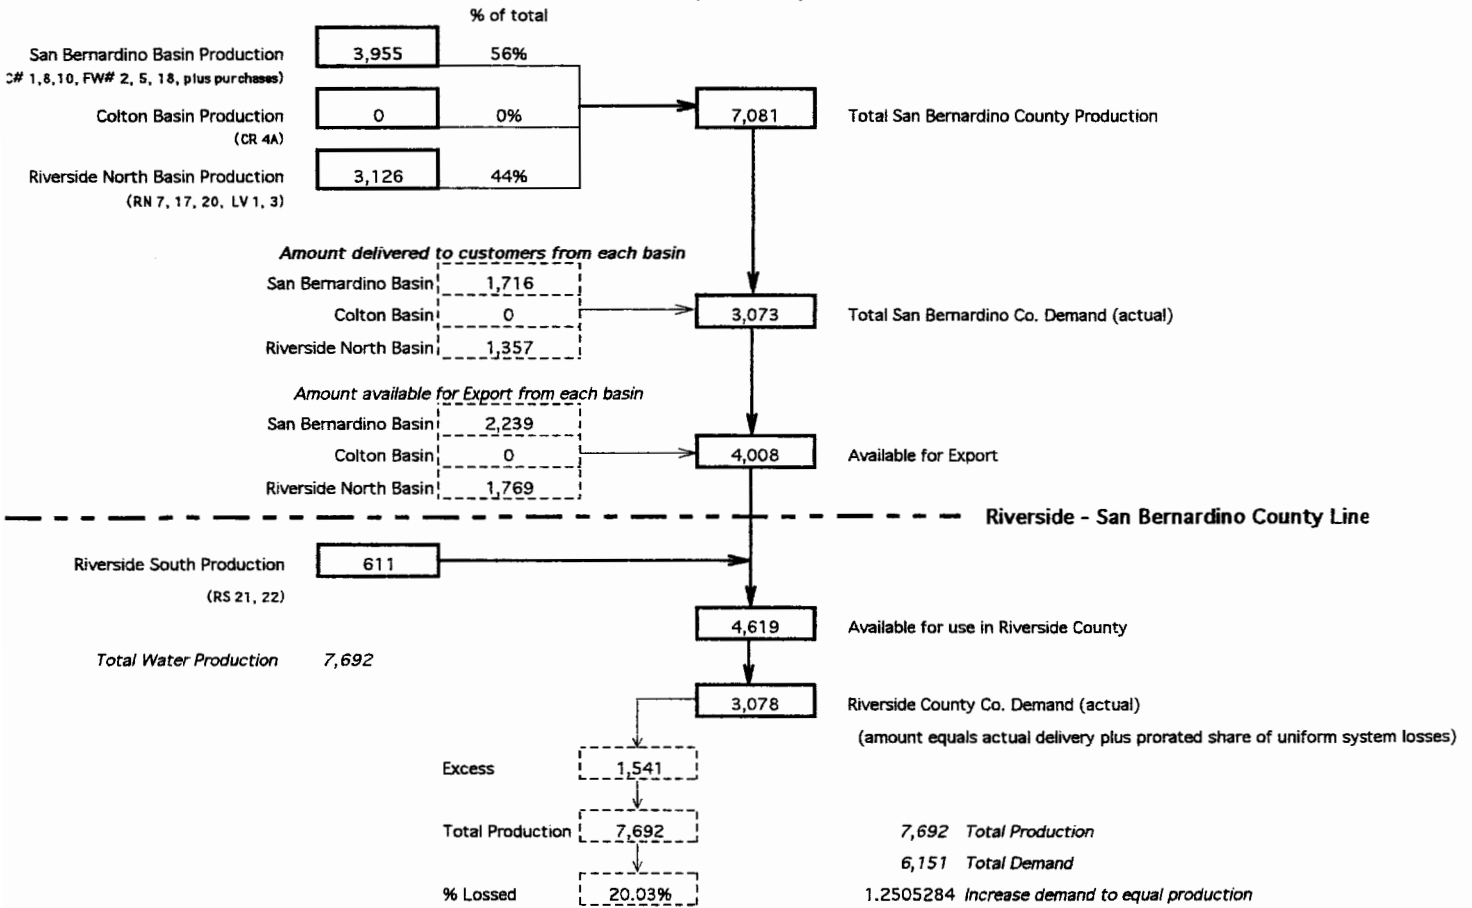 % of total
San Bernardino Basin Production 3,955 56%
C# 1,8,10, FW# 2, 5, 18, plus purchases)
Colton Basin Production 0 0% 7,081 Total San Bernardino County Production
(CR 4A)
Riverside North Basin Production 3,126 44%
(RN 7, 17, 20, LV 1, 3)
Amount delivered to customers from each basin
San Bernardino Basin 1,716
Colton Basin 0 3,073 Total San Bernardino Co. Demand (actual)
Riverside North Basin 1,357
Amount available for Export from each basin
San Bernardino Basin 2,239
Colton Basin 0 4,008 Available for Export
Riverside North Basin 1,769
Riverside - San Bernardino County Line
Riverside South Production 611
(RS 21, 22)
4,619 Available for use in Riverside County
Total Water Production 7,692
3,078 Riverside County Co. Demand (actual)
(amount equals actual delivery plus prorated share of uniform system losses)
Excess 1,541
Total Production 7,692 7,692 Total Production
6,151 Total Demand
% Lossed 20.03% 1.2505284 Increase demand to equal production